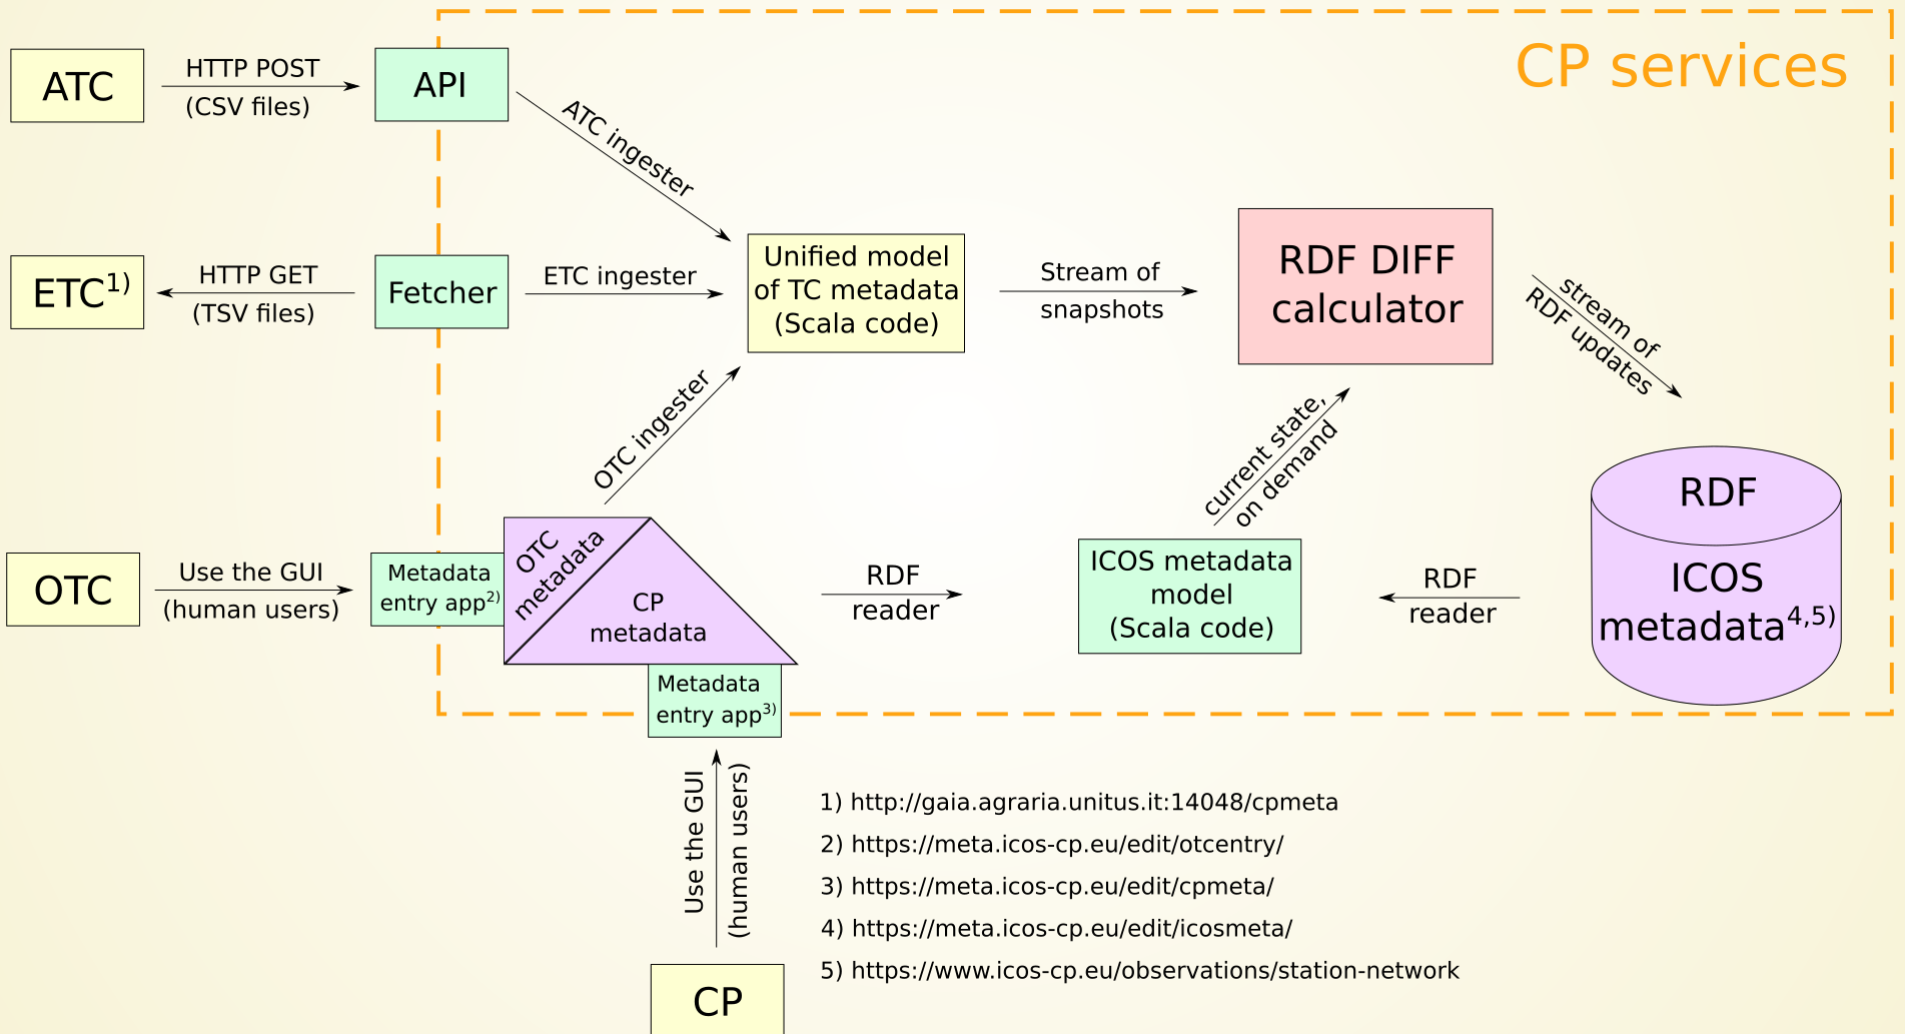 CP services
ATC
HTTP POST
(CSV files)
API
ATC ingester
ETC1)
HTTP GET
(TSV files)
Fetcher
ETC ingester
Unified model
of TC metadata
(Scala code)
Stream of
snapshots
RDF DIFF
calculator
stream of
RDF updates
OTC ingester
current state,
on demand
OTC
Use the GUI
(human users)
Metadata
entry app2)
OTC
metadata
CP
metadata
RDF
reader
ICOS metadata
model
(Scala code)
RDF
reader
RDF
ICOS
metadata4,5)
Metadata
entry app3)
Use the GUI
(human users)
CP
1) http://gaia.agraria.unitus.it:14048/cpmeta
2) https://meta.icos-cp.eu/edit/otcentry/
3) https://meta.icos-cp.eu/edit/cpmeta/
4) https://meta.icos-cp.eu/edit/icosmeta/
5) https://www.icos-cp.eu/observations/station-network